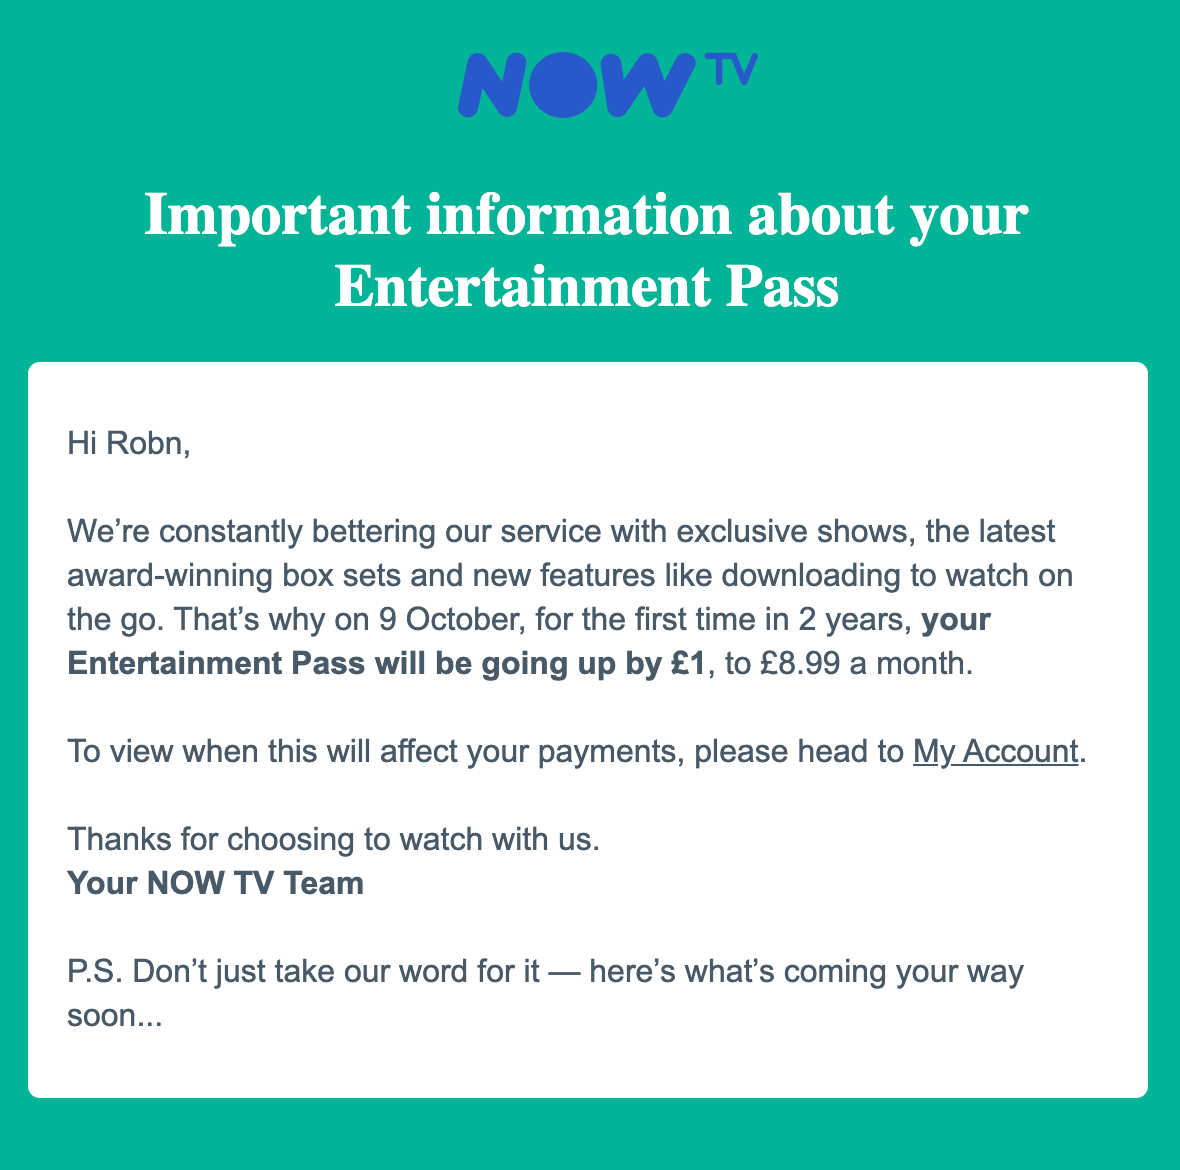 NOW TV
Important information about your
Entertainment Pass
Hi Robn,
We’re constantly bettering our service with exclusive shows, the latest
award-winning box sets and new features like downloading to watch on
the go. That’s why on 9 October, for the first time in 2 years, your
Entertainment Pass will be going up by £1, to £8.99 a month.
To view when this will affect your payments, please head to My Account.
Thanks for choosing to watch with us.
Your NOW TV Team
P.S. Don’t just take our word for it — here’s what’s coming your way
soon...